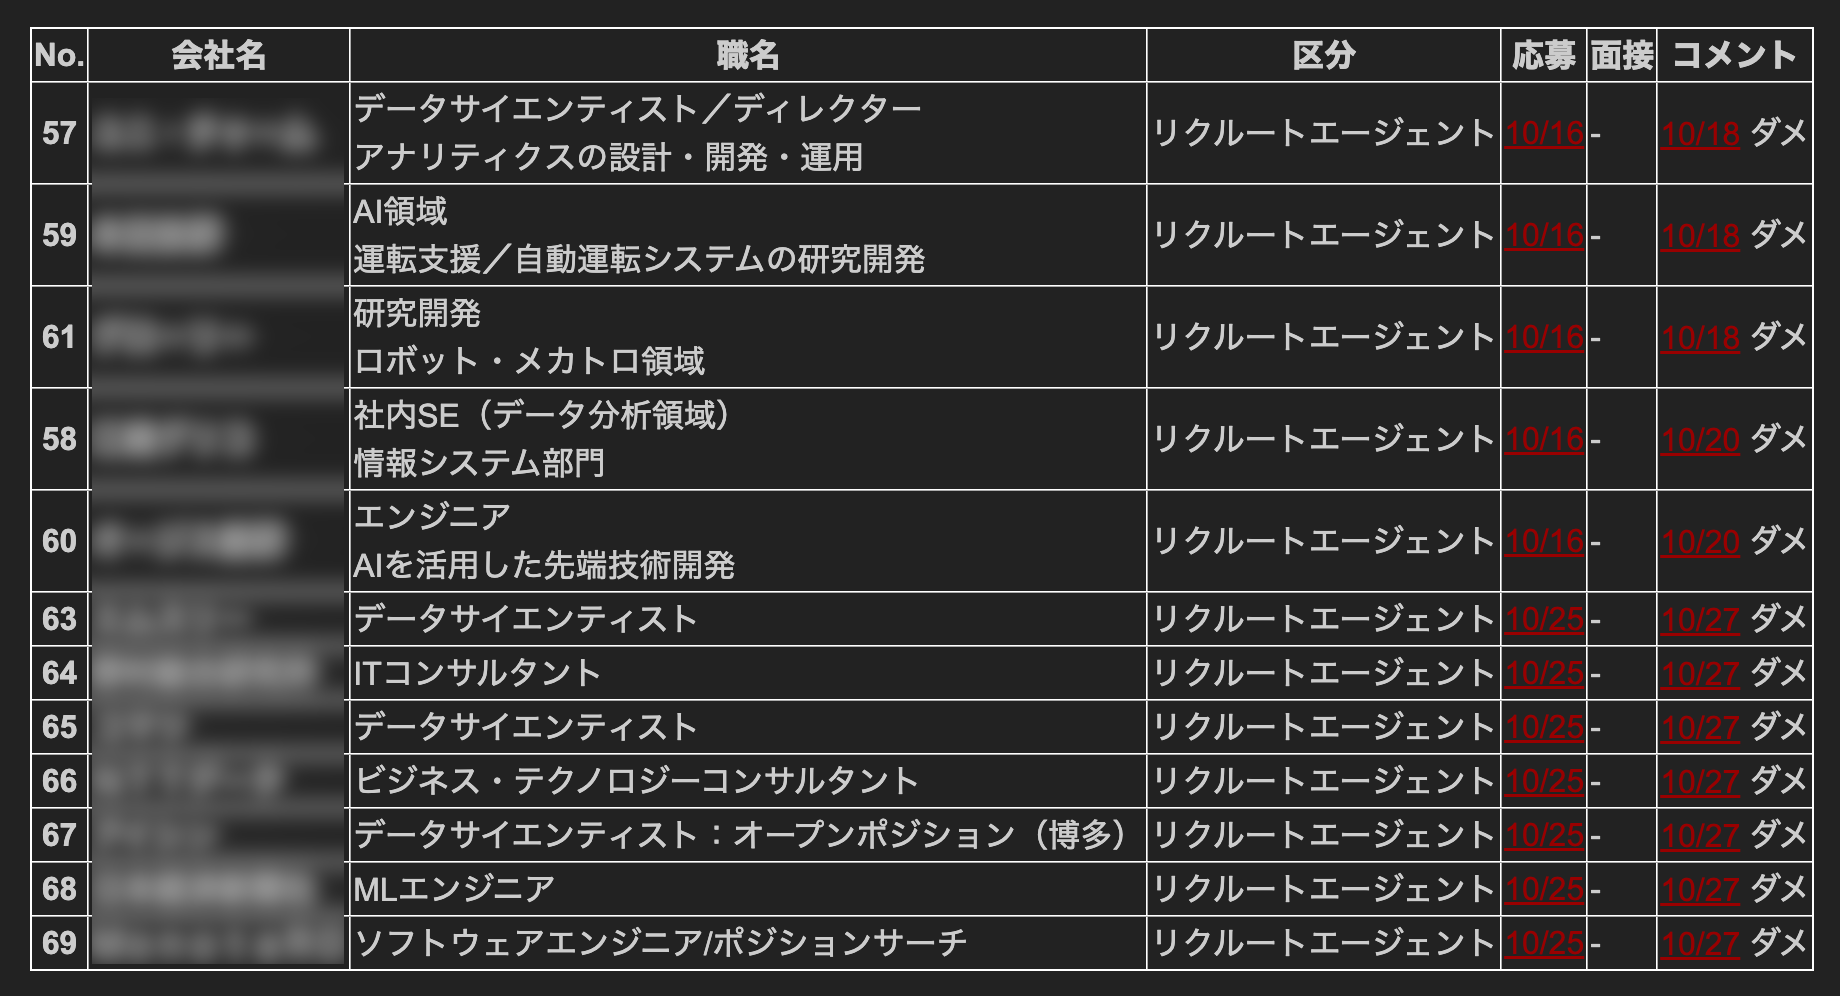 No. 会社名 職名 区分 応募 面接 コメント
57 データサイエンティスト／ディレクター リクルートエージェント 10/16 - 10/18 ダメ
アナリティクスの設計・開発・運用
59 AI領域 リクルートエージェント 10/16 - 10/18 ダメ
運転支援／自動運転システムの研究開発
61 研究開発 リクルートエージェント 10/16 - 10/18 ダメ
ロボット・メカトロ領域
58 社内SE（データ分析領域） リクルートエージェント 10/16 - 10/20 ダメ
情報システム部門
60 エンジニア リクルートエージェント 10/16 - 10/20 ダメ
AIを活用した先端技術開発
63 データサイエンティスト リクルートエージェント 10/25 - 10/27 ダメ
64 ITコンサルタント リクルートエージェント 10/25 - 10/27 ダメ
65 データサイエンティスト リクルートエージェント 10/25 - 10/27 ダメ
66 ビジネス・テクノロジーコンサルタント リクルートエージェント 10/25 - 10/27 ダメ
67 データサイエンティスト：オープンポジション（博多） リクルートエージェント 10/25 - 10/27 ダメ
68 MLエンジニア リクルートエージェント 10/25 - 10/27 ダメ
69 ソフトウェアエンジニア/ポジションサーチ リクルートエージェント 10/25 - 10/27 ダメ